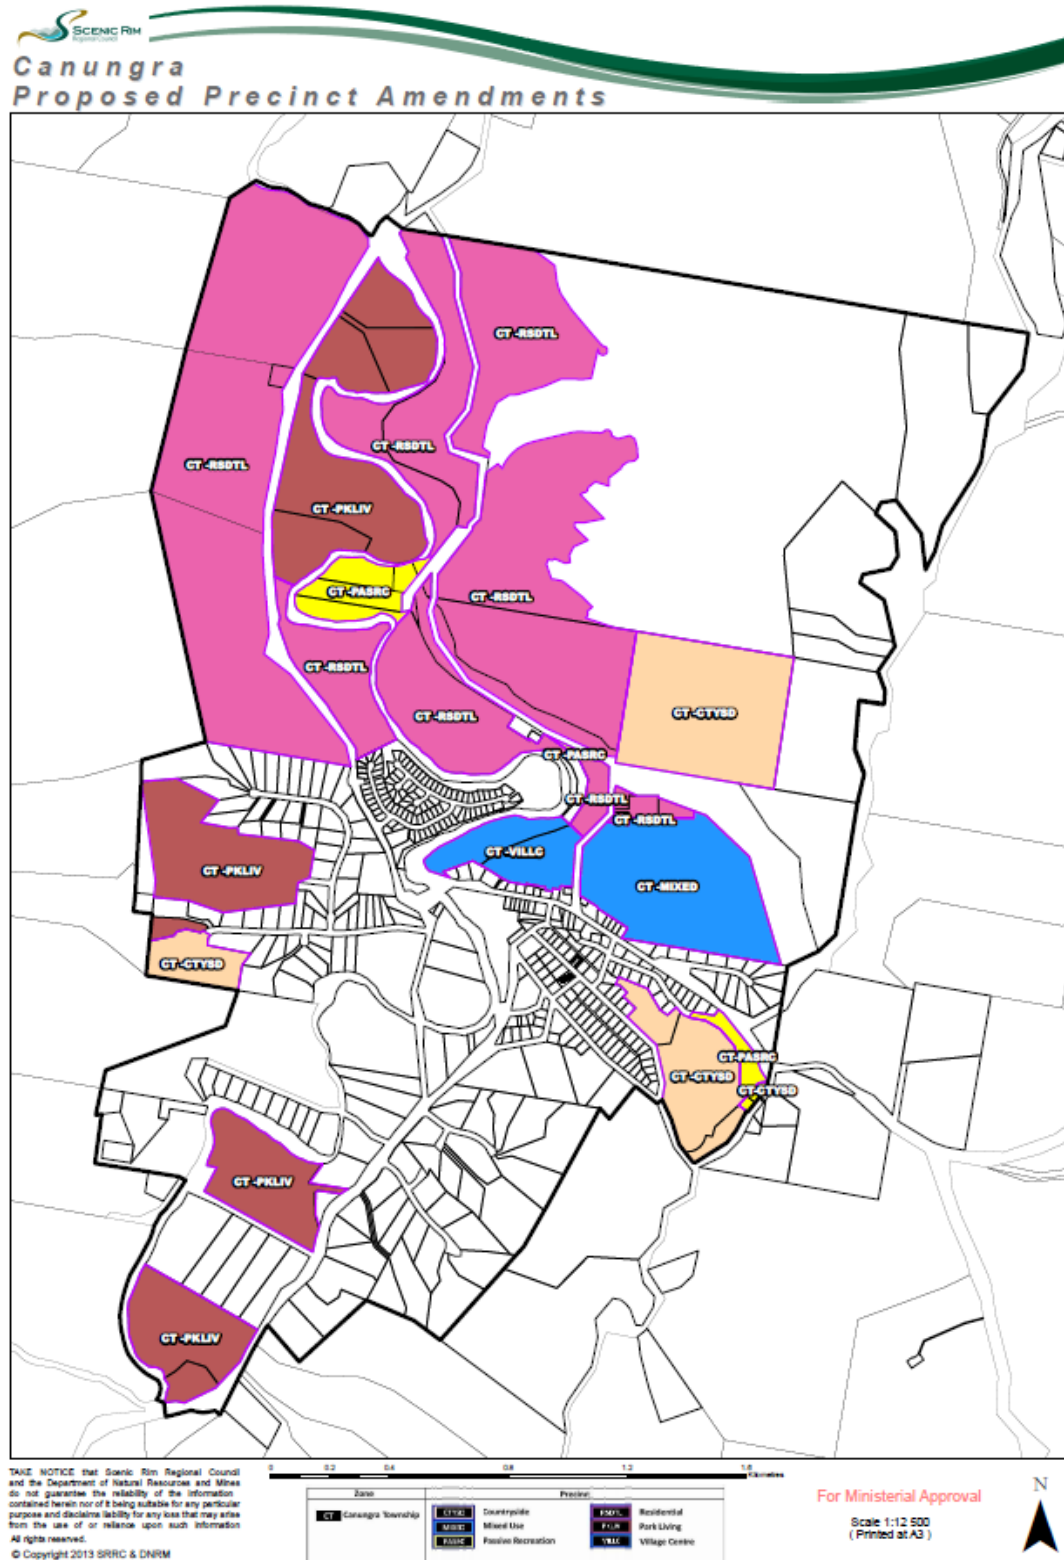 SCENIC RIM
Regional Council
Canungra
Proposed Precinct Amendments
CT -RSDTL
CT -RSDTL
CT -RSDTL
CT -PKLIV
CT -PASRC
CT -RSDTL
CT -RSDTL
CT -RSDTL
CT -CTYSD
CT -PASRC
CT -RSDTL
CT -RSDTL
CT -VILLC
CT -PKLIV
CT -MIXED
CT -CTYSD
CT-PASRC
CT -CTYSD
CT-CTYSD
CT -PKLIV
CT -PKLIV
TAKE NOTICE that Scenic Rim Regional Council
and the Department of Natural Resources and Mines
do not guarantee the reliability of the information
contained herein nor of it being suitable for any particular
purpose and disclaims liability for any loss that may arise
from the use of or reliance upon such information
All rights reserved.
© Copyright 2013 SRRC & DNRM
0 0.2 0.4 0.8 1.2 1.6
Kilometres
Zone
Precinct
CT Canungra Township
CTYSD Countryside
MIXED Mixed Use
PASRC Passive Recreation
RSDTL Residential
PKLIV Park Living
VILLC Village Centre
For Ministerial Approval
Scale 1:12 500
( Printed at A3 )
N